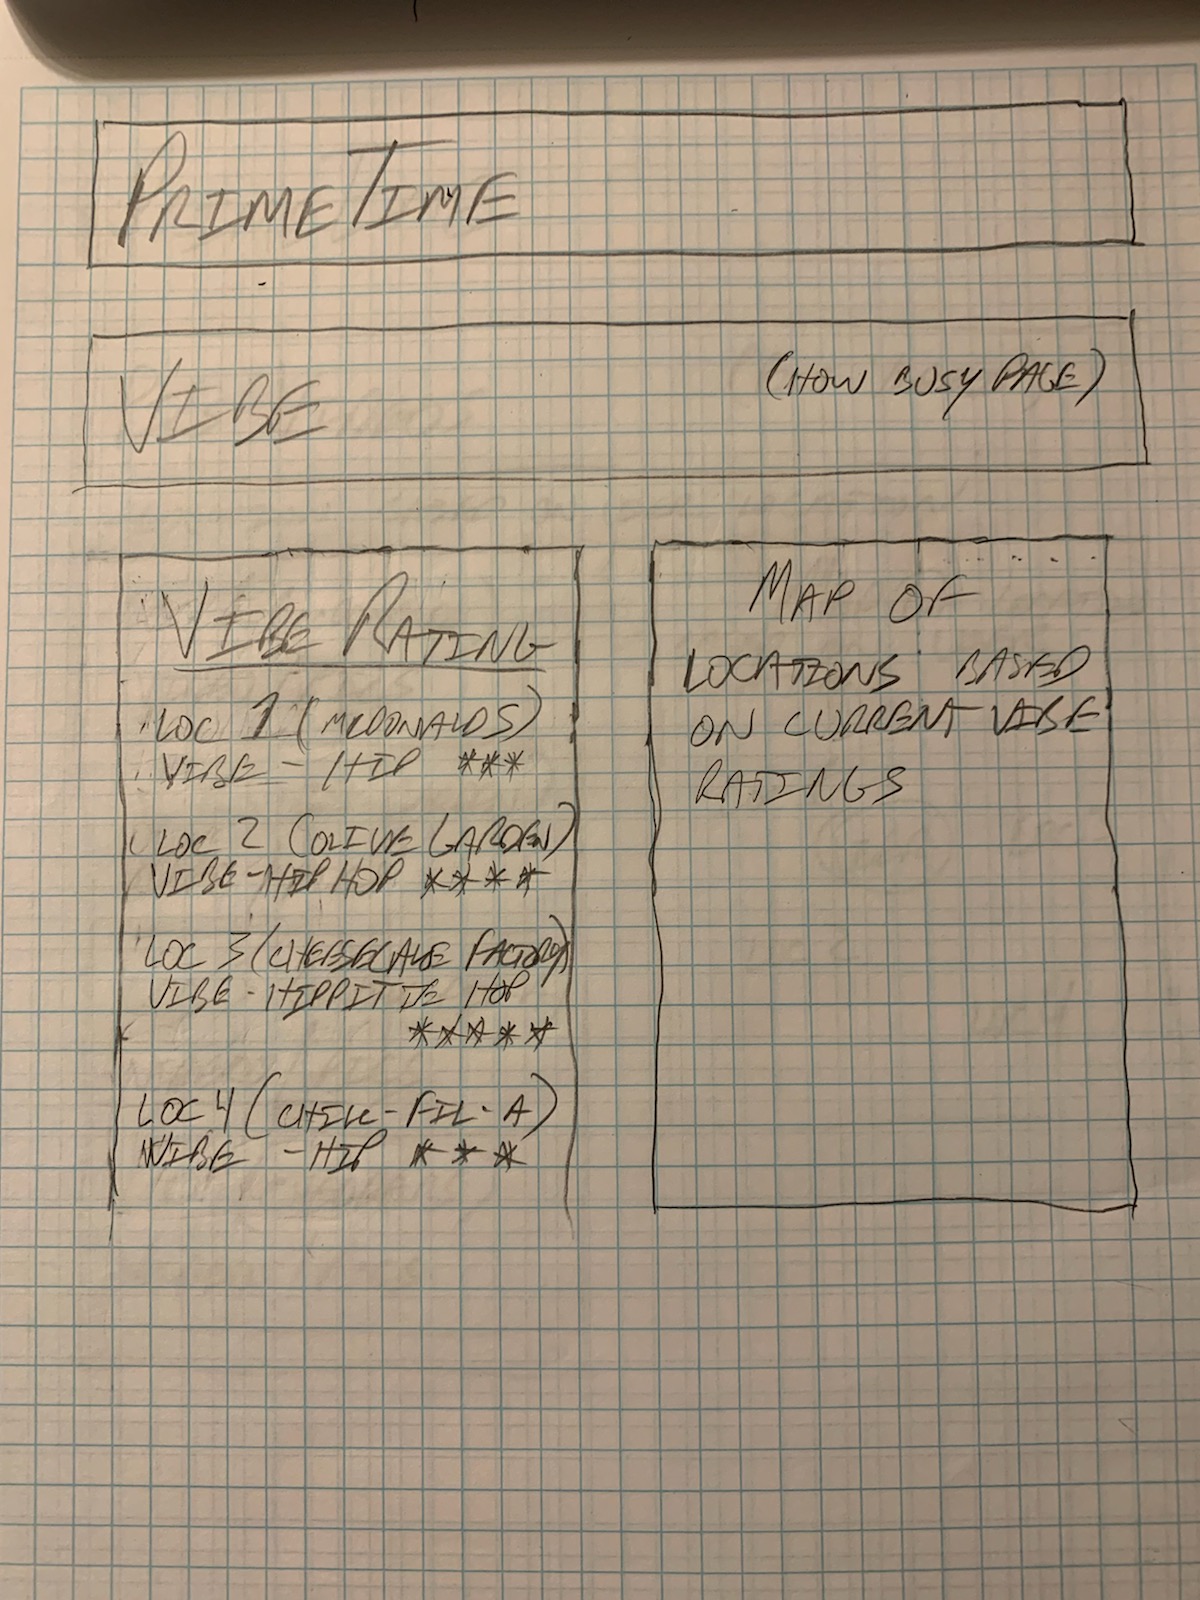 PRIMETIME
VIBE
(HOW BUSY PAGE)
VIBE RATING
LOC 1 (MCDONALDS)
VIBE - HIP ***
LOC 2 (OLIVE GARDEN)
VIBE - HIP HOP ****
LOC 3 (CHEESECAKE FACTORY)
VIBE - HIPPITIE HOP
*****
LOC 4 (CHIK-FIL-A)
VIBE - HIP ***
MAP OF
LOCATIONS BASED
ON CURRENT VIBE
RATINGS